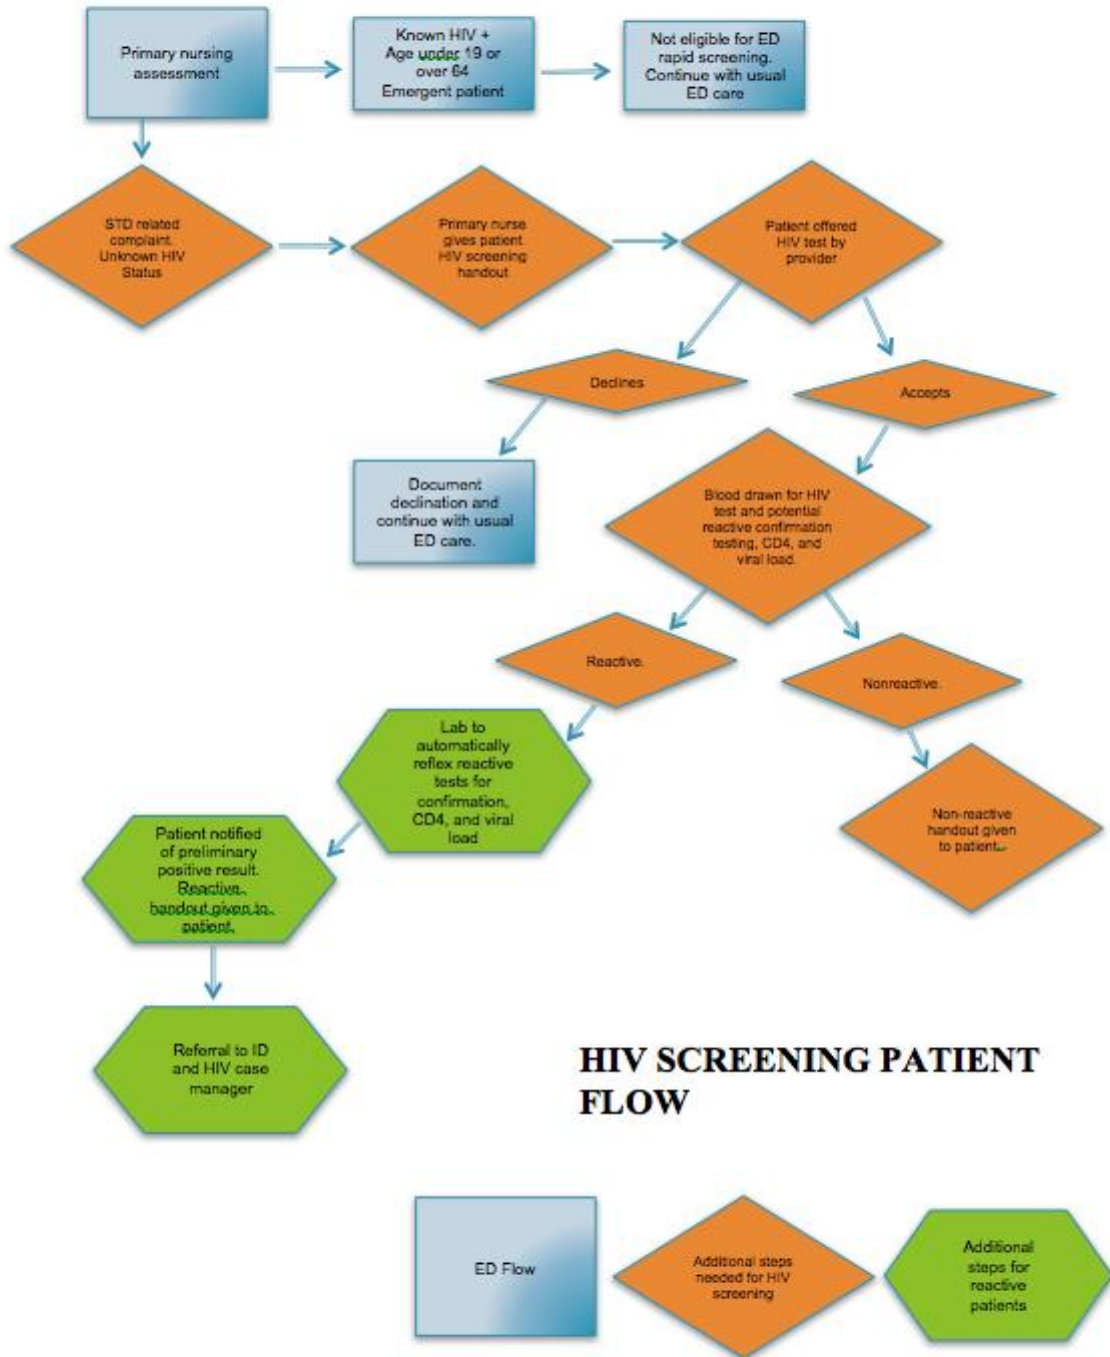 Primary nursing
assessment
Known HIV +
Age under 19 or
over 64
Emergent patient
Not eligible for ED
rapid screening.
Continue with usual
ED care
STD related
complaint.
Unknown HIV
Status
Primary nurse
gives patient
HIV screening
handout
Patient offered
HIV test by
provider
Declines
Accepts
Document
declination and
continue with usual
ED care.
Blood drawn for HIV
test and potential
reactive confirmation
testing, CD4, and
viral load.
Reactive.
Nonreactive.
Lab to
automatically
reflex reactive
tests for
confirmation,
CD4, and viral
load
Non-reactive
handout given
to patient.
Patient notified
of preliminary
positive result.
Reactive
handout given to
patient.
Referral to ID
and HIV case
manager
HIV SCREENING PATIENT
FLOW
ED Flow
Additional steps
needed for HIV
screening
Additional
steps for
reactive
patients